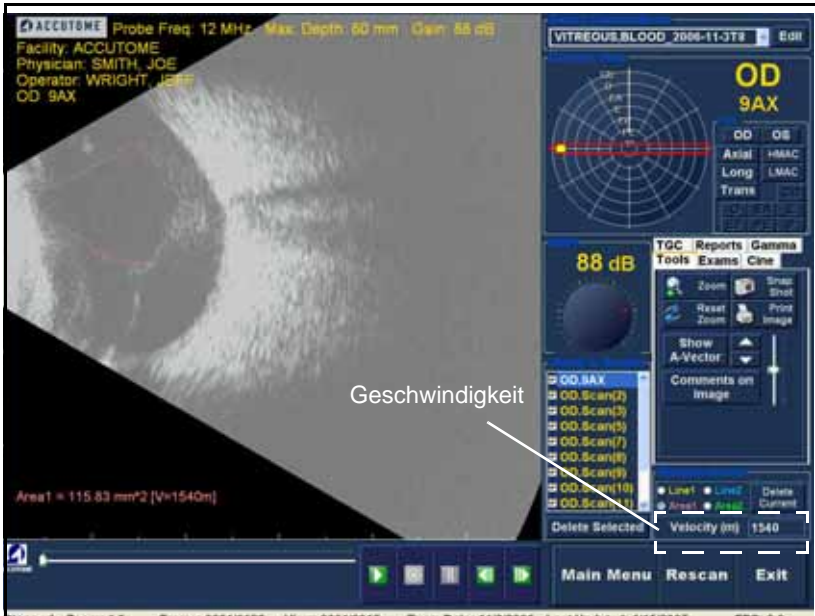 ACCUTOME Probe Freq: 12 MHz Max. Depth: 60 mm Gain: 88 dB
Facility: ACCUTOME
Physician: SMITH, JOE
Operator: WRIGHT, JEFF
OD 9AX
VITREOUS,BLOOD_2006-11-3T8 Edit
OD
9AX
OD OS
Axial HMAC
Long LMAC
Trans
88 dB
TGC Reports Gamma
Tools Exams Cine
Zoom Snap Shot
Reset Zoom Print Image
Show A-Vector
Comments on Image
Geschwindigkeit
OD.9AX
OD.Scan(2)
OD.Scan(3)
OD.Scan(5)
OD.Scan(7)
OD.Scan(8)
OD.Scan(9)
OD.Scan(10)
OD.Scan(11)
Line1 Line2 Delete Current
Area1 Area2
Area1 = 115.83 mm^2 [V=1540m]
Delete Selected Velocity (m) 1540
Main Menu Rescan Exit